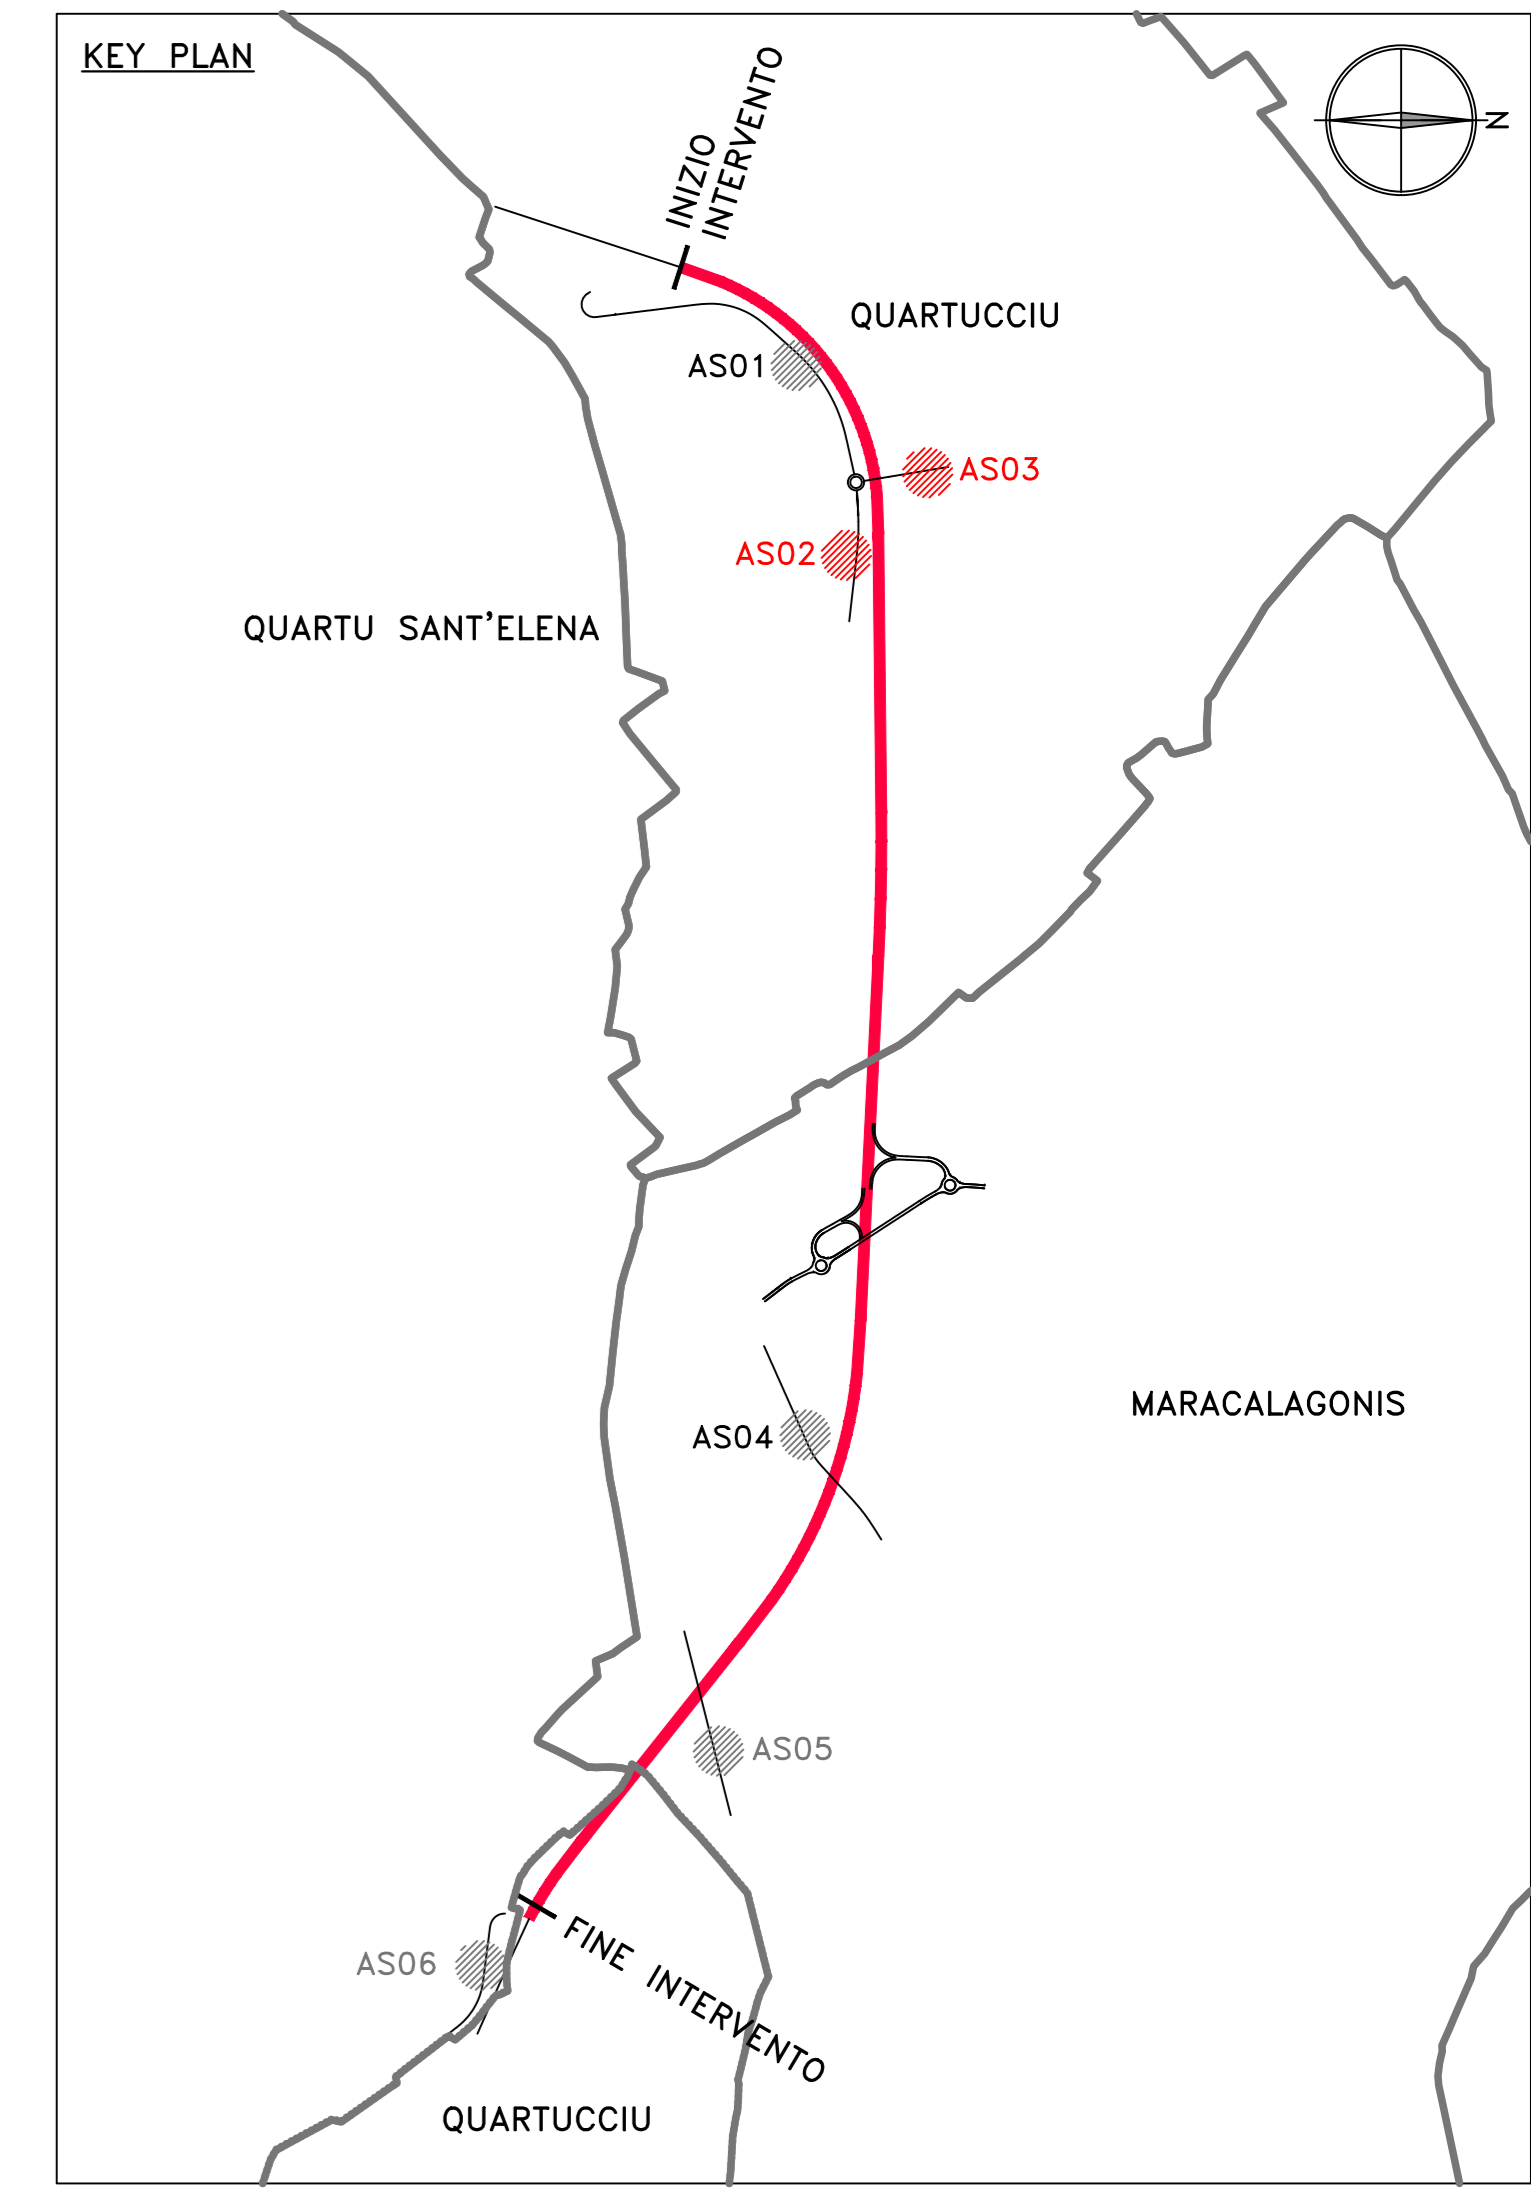 KEY PLAN
N
INIZIO
INTERVENTO
QUARTUCCIU
AS01
AS03
AS02
QUARTU SANT'ELENA
MARACALAGONIS
AS04
AS05
FINE INTERVENTO
AS06
QUARTUCCIU